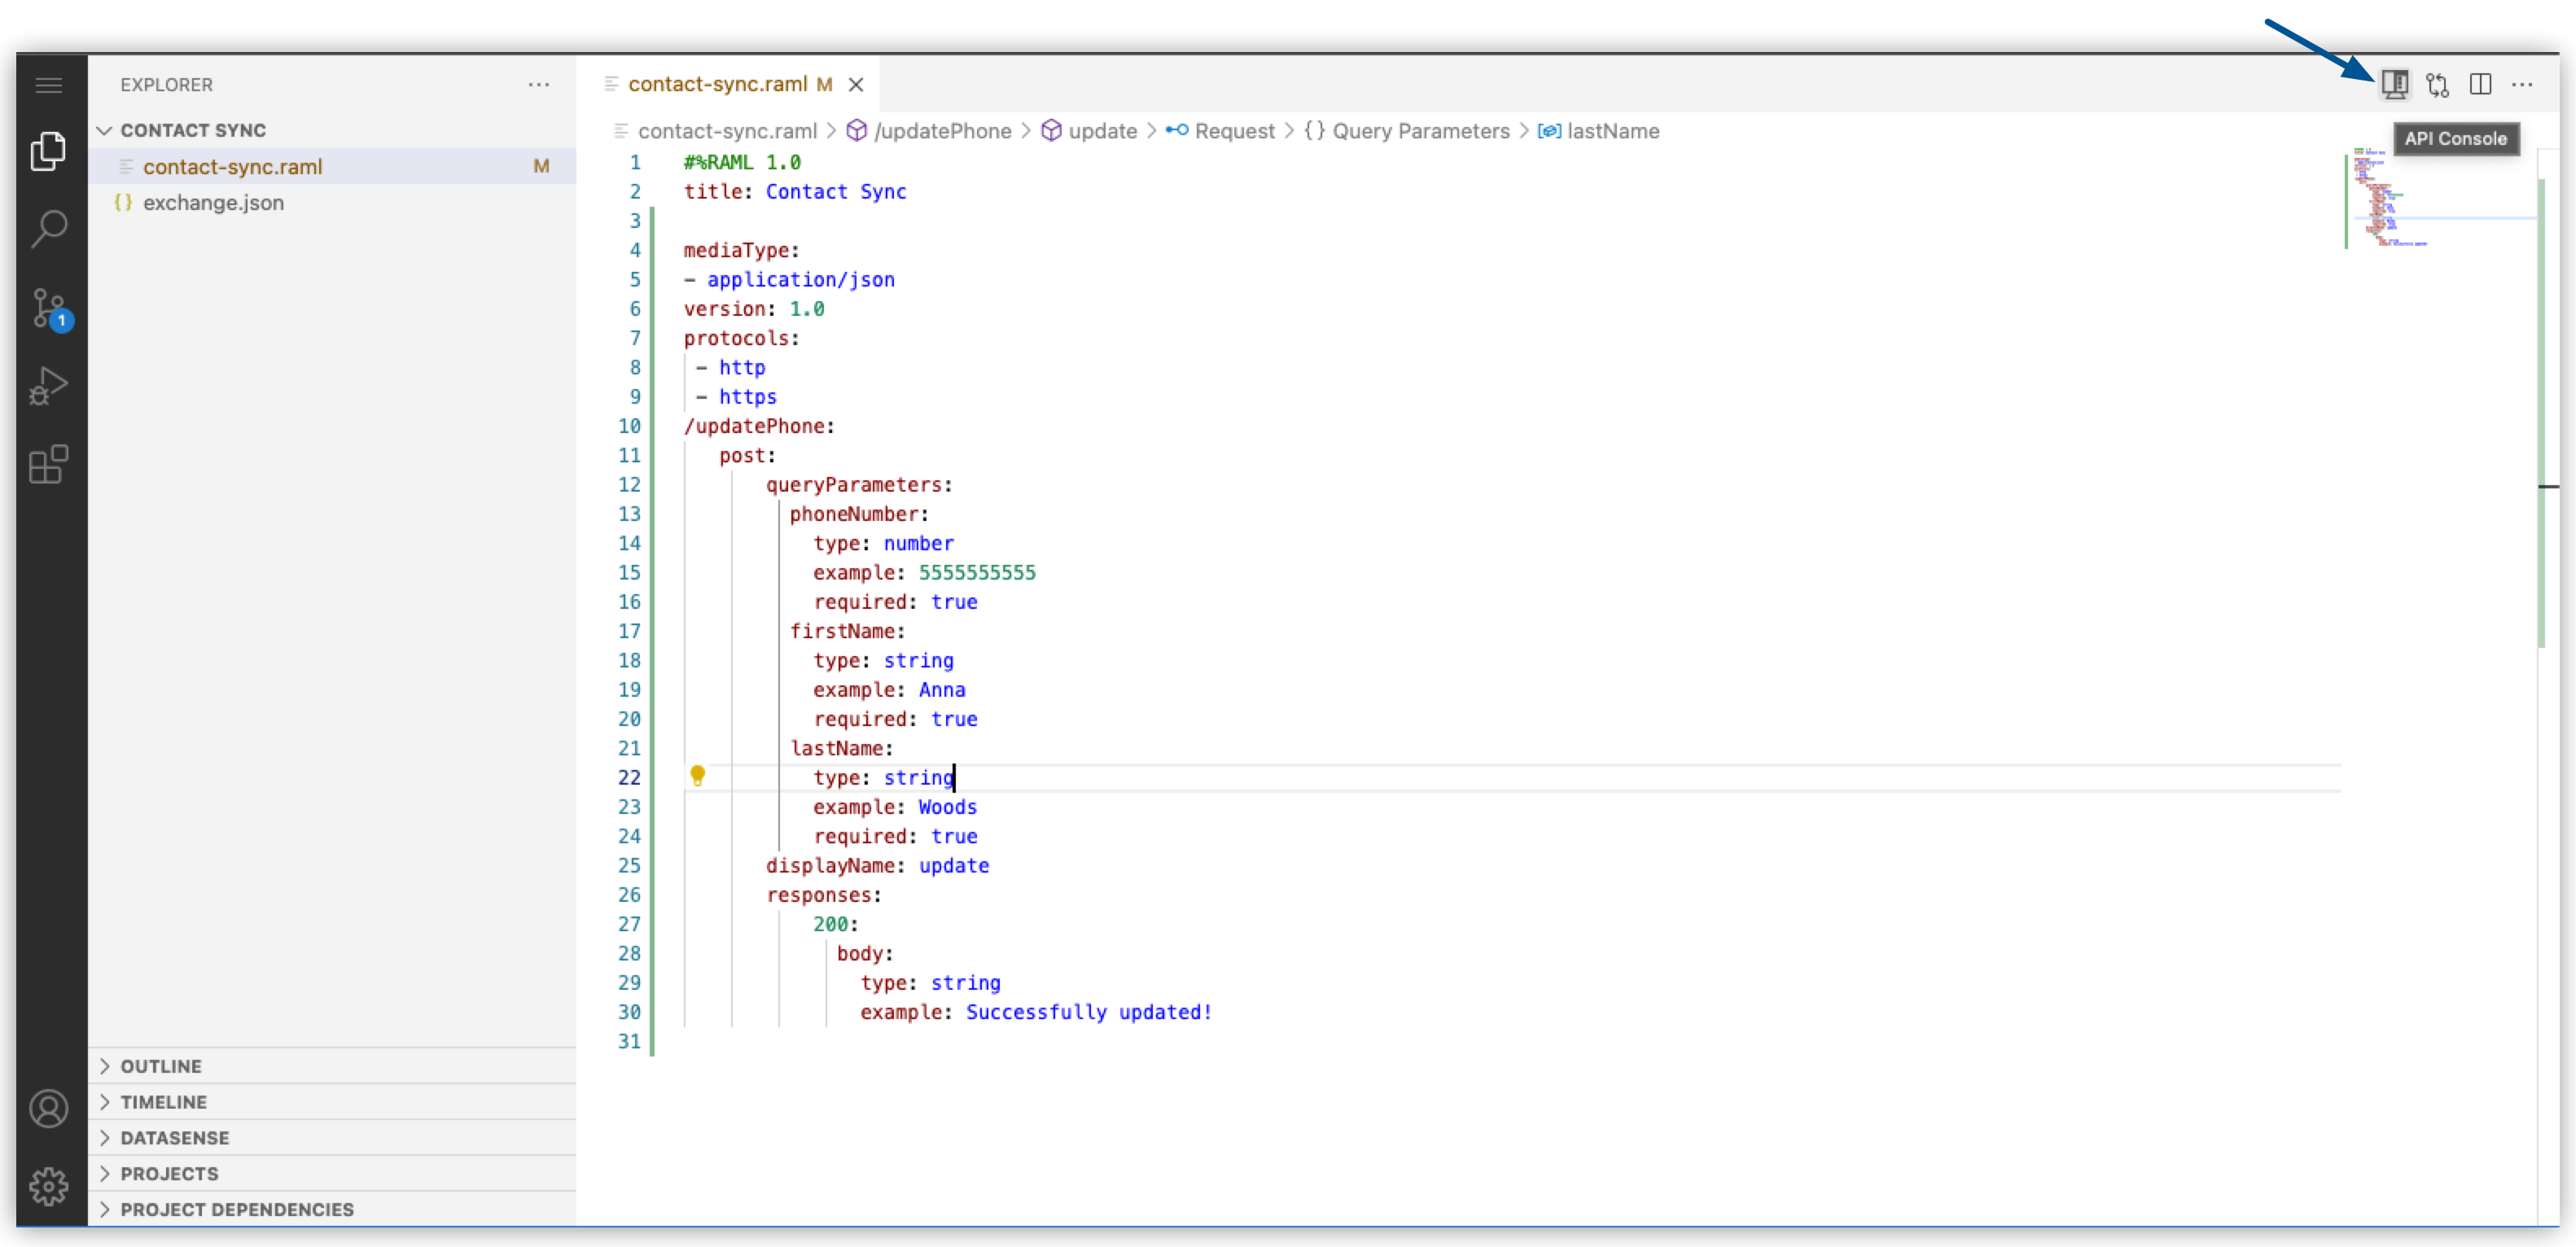 EXPLORER
CONTACT SYNC
contact-sync.raml M
exchange.json
1
OUTLINE
TIMELINE
DATASENSE
PROJECTS
PROJECT DEPENDENCIES
contact-sync.raml M
API Console
contact-sync.raml > /updatePhone > update > Request > {} Query Parameters > lastName
1 #%RAML 1.0
2 title: Contact Sync
3
4 mediaType:
5 - application/json
6 version: 1.0
7 protocols:
8 - http
9 - https
10 /updatePhone:
11 post:
12 queryParameters:
13 phoneNumber:
14 type: number
15 example: 5555555555
16 required: true
17 firstName:
18 type: string
19 example: Anna
20 required: true
21 lastName:
22 type: string
23 example: Woods
24 required: true
25 displayName: update
26 responses:
27 200:
28 body:
29 type: string
30 example: Successfully updated!
31